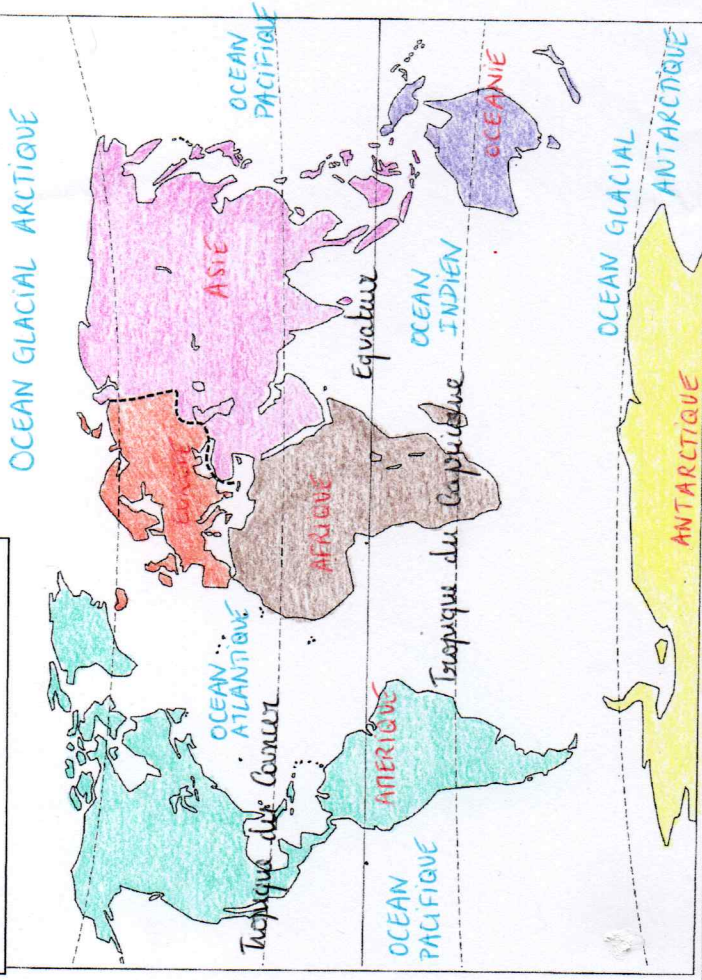 OCEAN GLACIAL ARCTIQUE
OCEAN
PACIFIQUE
ASIE
EUROPE
OCEAN
ATLANTIQUE
Tropique du Cancer
AFRIQUE
Equateur
AMERIQUE
OCEAN
PACIFIQUE
OCEAN
INDIEN
OCEANIE
Tropique du Capricorne
OCEAN GLACIAL
ANTARCTIQUE
ANTARCTIQUE